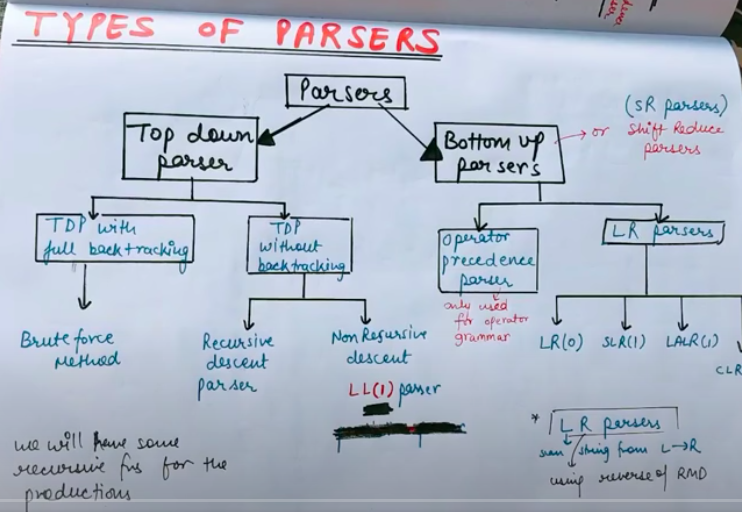 TYPES OF PARSERS
Parsers
(SR parsers)
or Shift Reduce
parsers
Top down
parser
Bottom up
parsers
TDP with
full backtracking
TDP
without
backtracking
Operator
precedence
parser
LR parsers
only used
for operator
grammar
Brute force
Method
Recursive
descent
parser
Non Resursive
descent
LL(1) parser
LR(0)
SLR(1)
LALR(1)
CLR
we will have some
recursive fns for the
productions
* LR parsers
scan string from L→R
using reverse of RMD